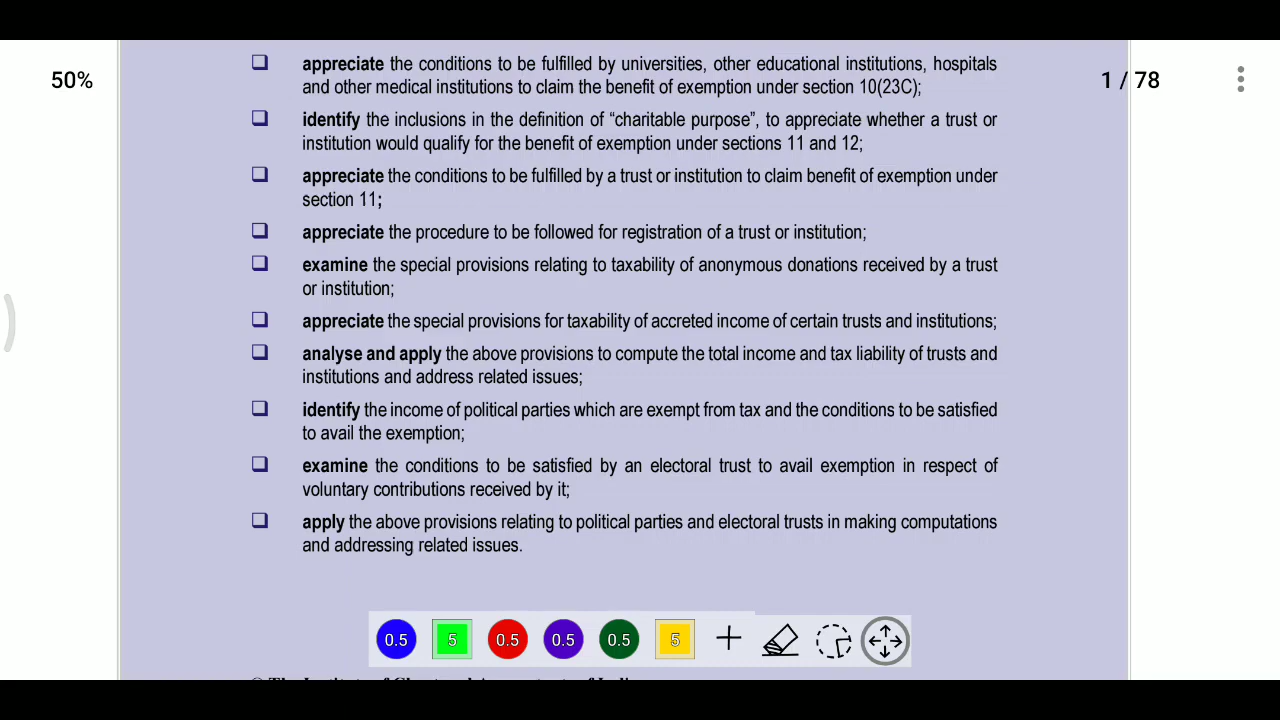 50%
1 / 78
❑ appreciate the conditions to be fulfilled by universities, other educational institutions, hospitals
and other medical institutions to claim the benefit of exemption under section 10(23C);
❑ identify the inclusions in the definition of “charitable purpose”, to appreciate whether a trust or
institution would qualify for the benefit of exemption under sections 11 and 12;
❑ appreciate the conditions to be fulfilled by a trust or institution to claim benefit of exemption under
section 11;
❑ appreciate the procedure to be followed for registration of a trust or institution;
❑ examine the special provisions relating to taxability of anonymous donations received by a trust
or institution;
❑ appreciate the special provisions for taxability of accreted income of certain trusts and institutions;
❑ analyse and apply the above provisions to compute the total income and tax liability of trusts and
institutions and address related issues;
❑ identify the income of political parties which are exempt from tax and the conditions to be satisfied
to avail the exemption;
❑ examine the conditions to be satisfied by an electoral trust to avail exemption in respect of
voluntary contributions received by it;
❑ apply the above provisions relating to political parties and electoral trusts in making computations
and addressing related issues.
0.5 5 0.5 0.5 0.5 5